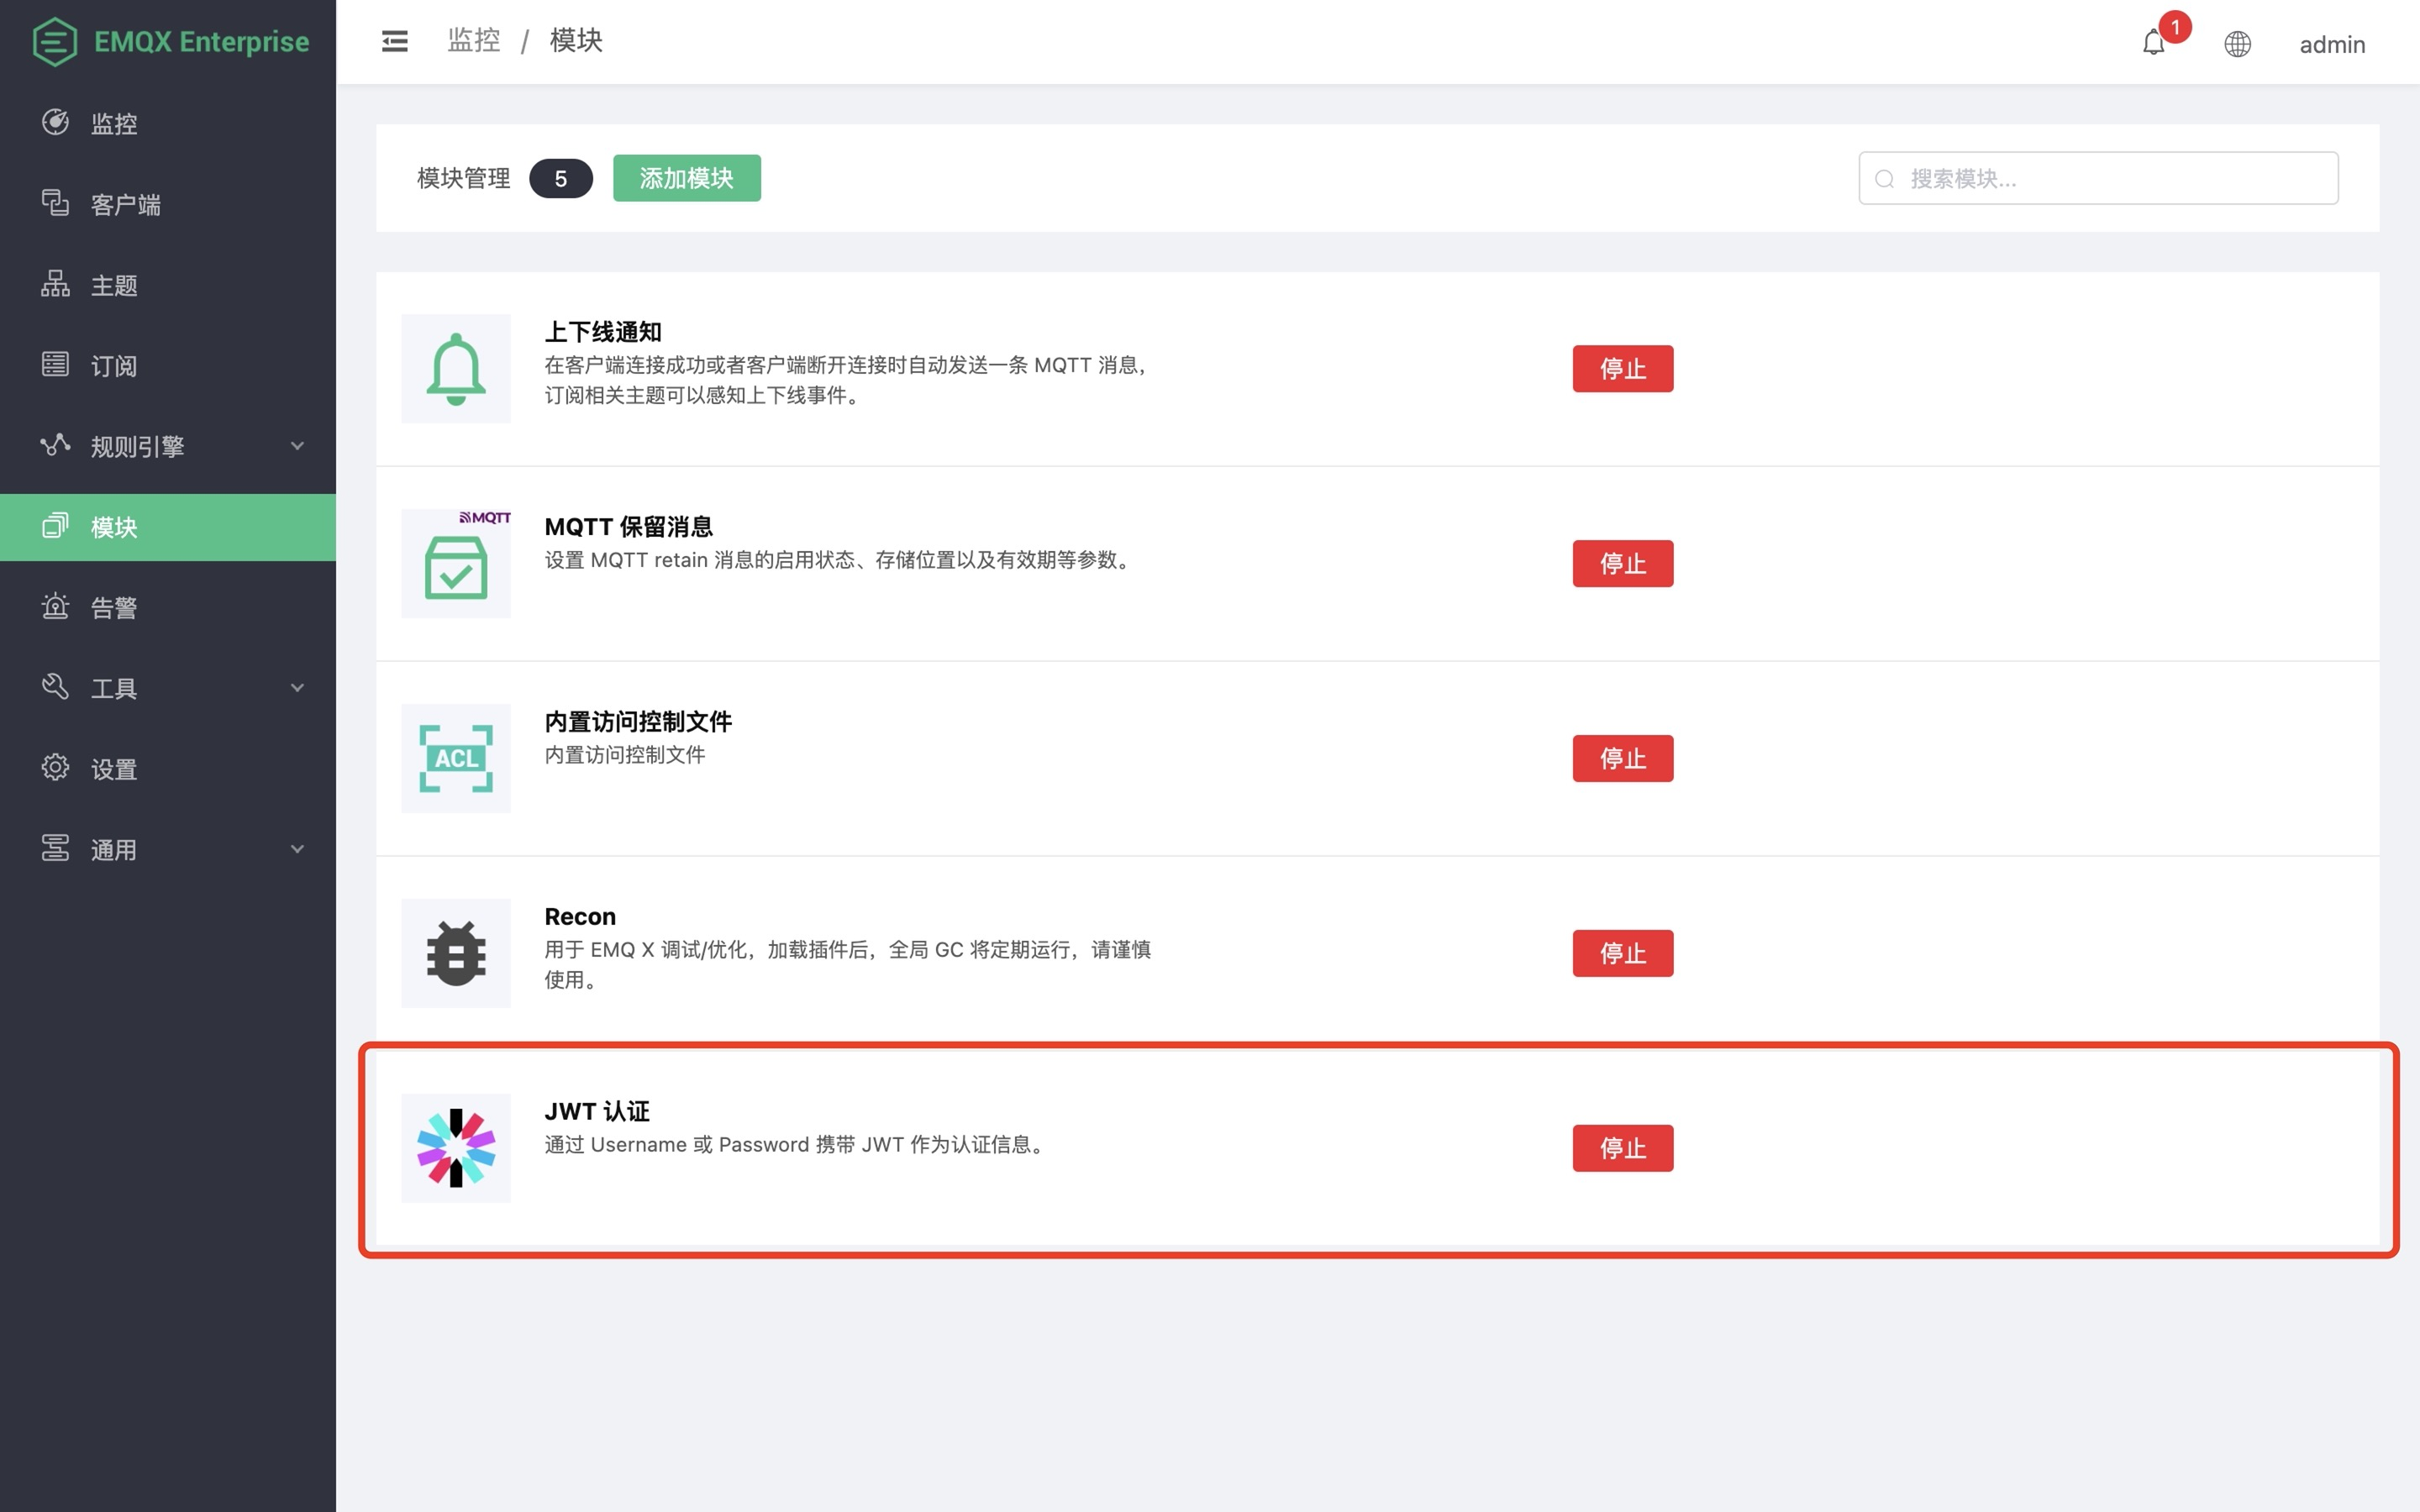 EMQX Enterprise
监控 / 模块
1
admin
监控
客户端
主题
订阅
规则引擎
模块
告警
工具
设置
通用
模块管理 5 添加模块
搜索模块...
上下线通知
在客户端连接成功或者客户端断开连接时自动发送一条 MQTT 消息，
订阅相关主题可以感知上下线事件。
停止
MQTT
MQTT 保留消息
设置 MQTT retain 消息的启用状态、存储位置以及有效期等参数。
停止
ACL
内置访问控制文件
内置访问控制文件
停止
Recon
用于 EMQ X 调试/优化，加载插件后，全局 GC 将定期运行，请谨慎
使用。
停止
JWT 认证
通过 Username 或 Password 携带 JWT 作为认证信息。
停止